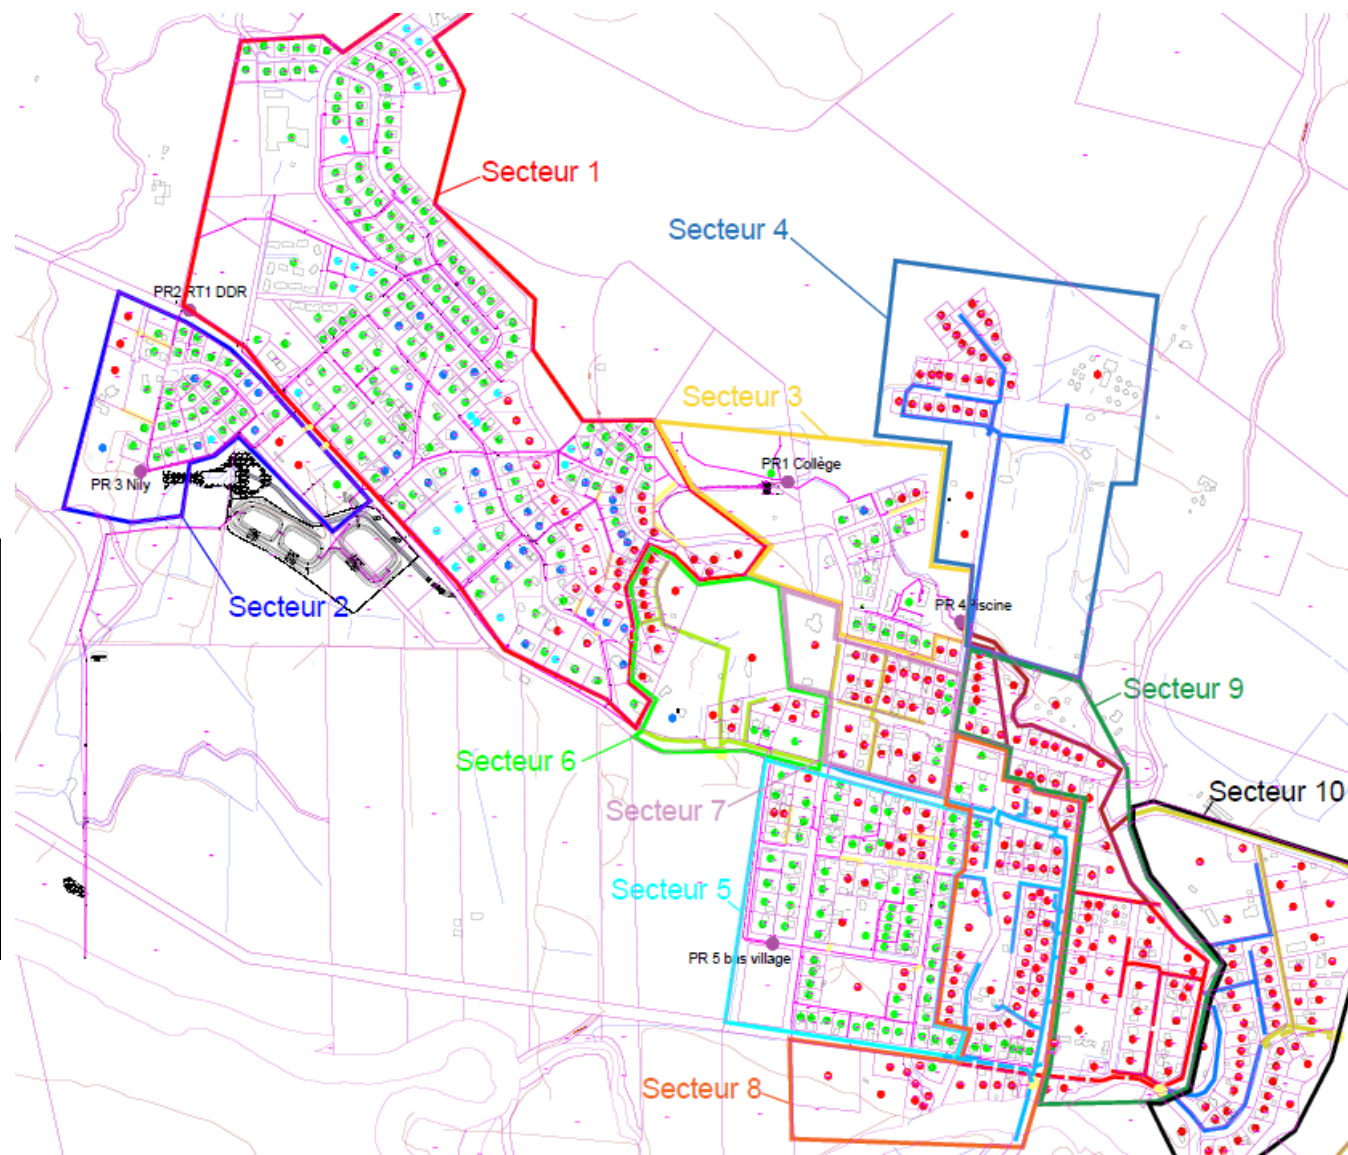 Secteur 1
Secteur 4
PR2 RT1 DDR
Secteur 3
PR1 Collège
PR 3 Nily
Secteur 2
PR 4 Piscine
Secteur 9
Secteur 6
Secteur 10
Secteur 7
Secteur 5
PR 5 bas village
Secteur 8